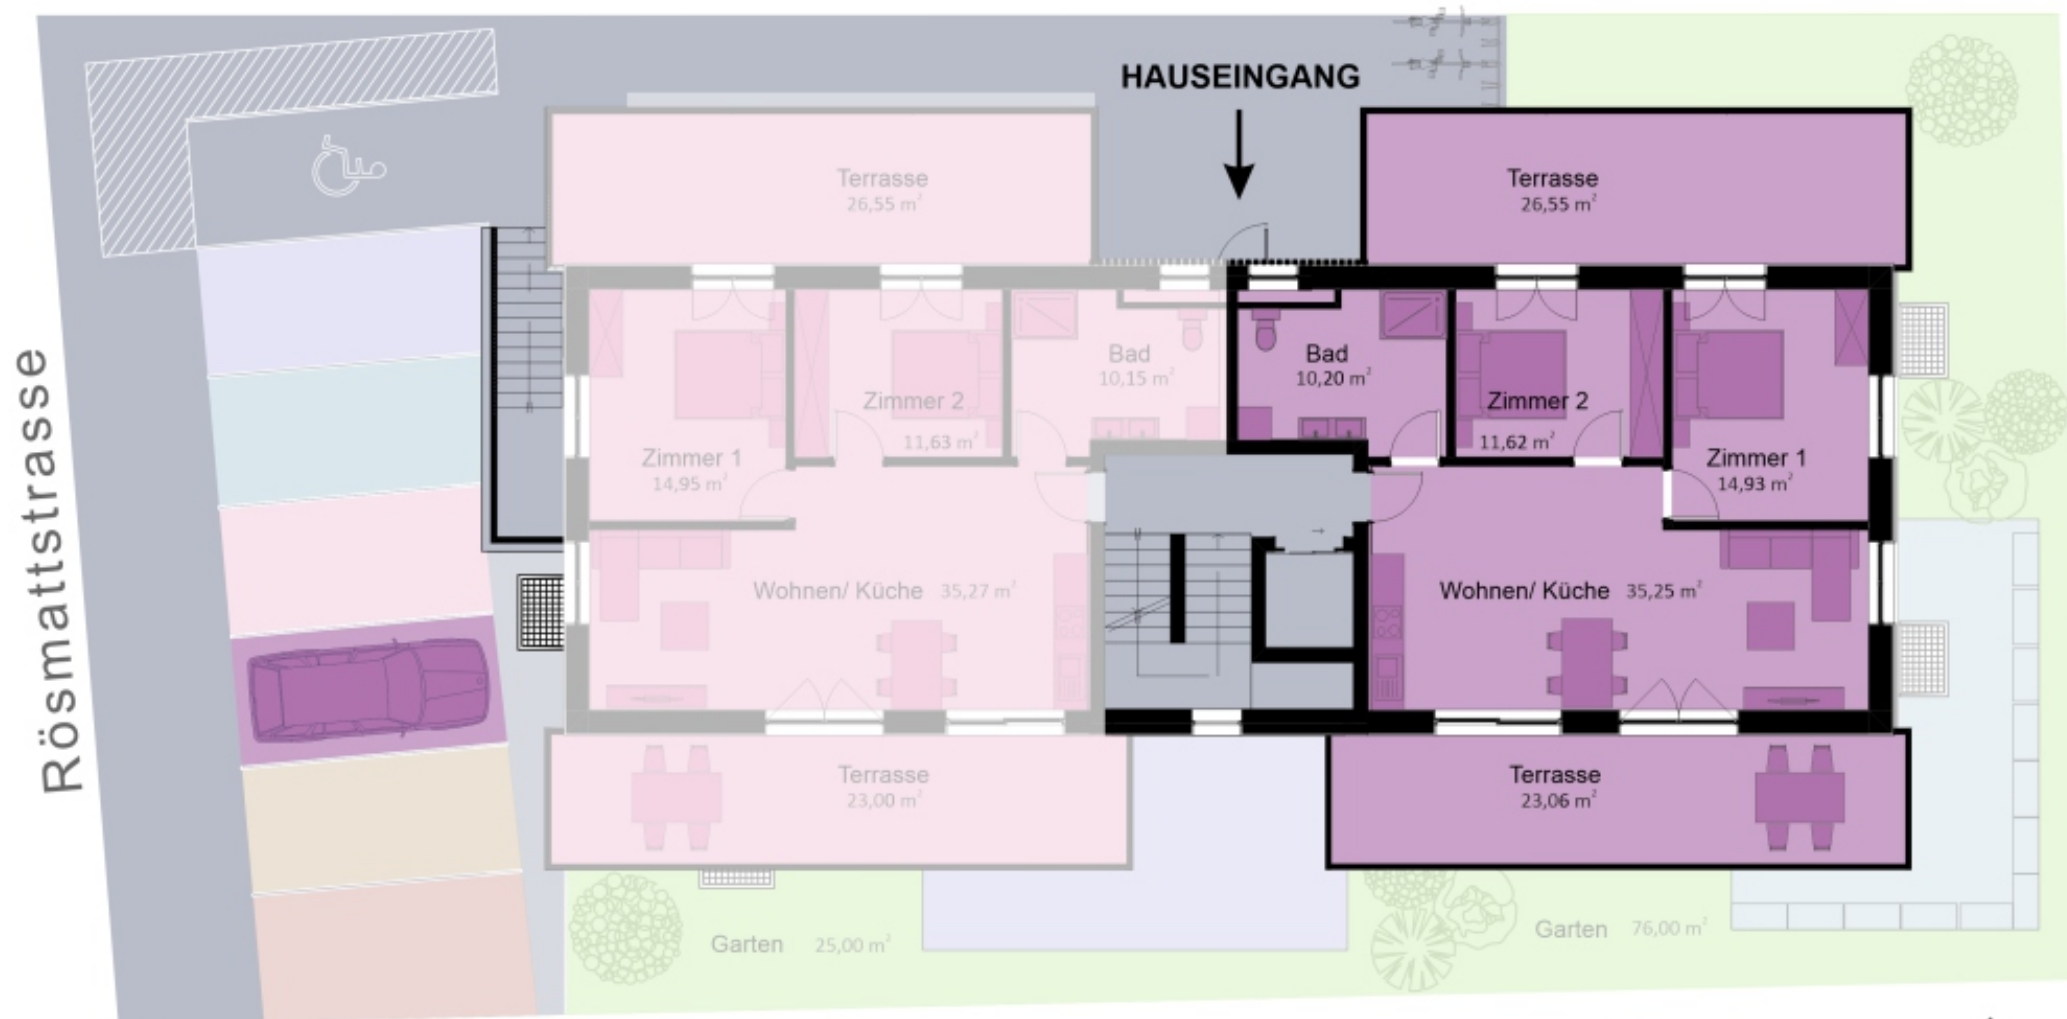 HAUSEINGANG
Terrasse
26,55 m²
Terrasse
26,55 m²
Rösmattstrasse
Zimmer 1
14,95 m²
Zimmer 2
11,63 m²
Bad
10,15 m²
Bad
10,20 m²
Zimmer 2
11,62 m²
Zimmer 1
14,93 m²
Wohnen/ Küche 35,27 m²
Wohnen/ Küche 35,25 m²
Terrasse
23,00 m²
Terrasse
23,06 m²
Garten 25,00 m²
Garten 76,00 m²